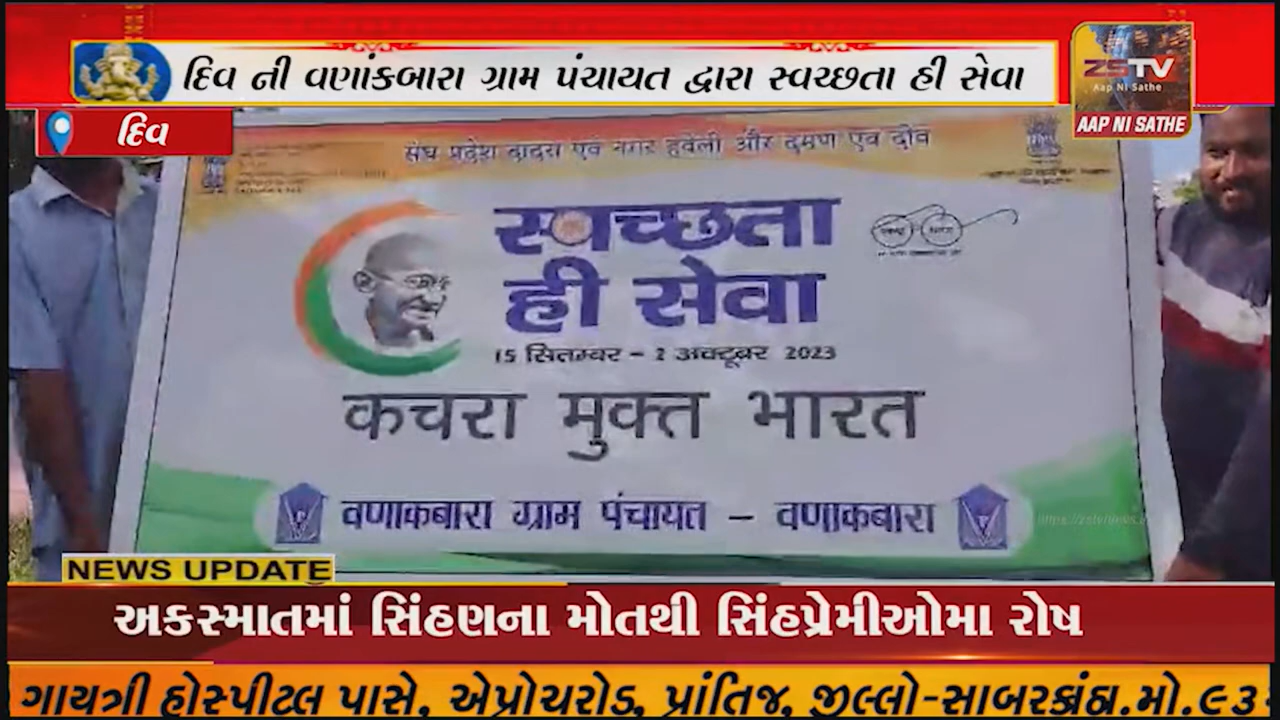 દિવ ની વણાંકબારા ગ્રામ પંચાયત દ્વારા સ્વચ્છતા હી સેવા
ZSTV
Aap Ni Sathe
AAP NI SATHE
દિવ
संघ प्रदेश दादरा एवं नगर हवेली और दमण एवं दीव
स्वच्छता
ही सेवा
15 सितम्बर – 2 अक्टूबर 2023
कचरा मुक्त भारत
वणाकबारा ग्राम पंचायत – वणाकबारा
NEWS UPDATE
અકસ્માતમાં સિંહણના મોતથી સિંહપ્રેમીઓમા રોષ
ગાયત્રી હોસ્પીટલ પાસે, એપ્રોચરોડ, પ્રાંતિજ, જીલ્લો-સાબરકાંઠા.મો.૯૩